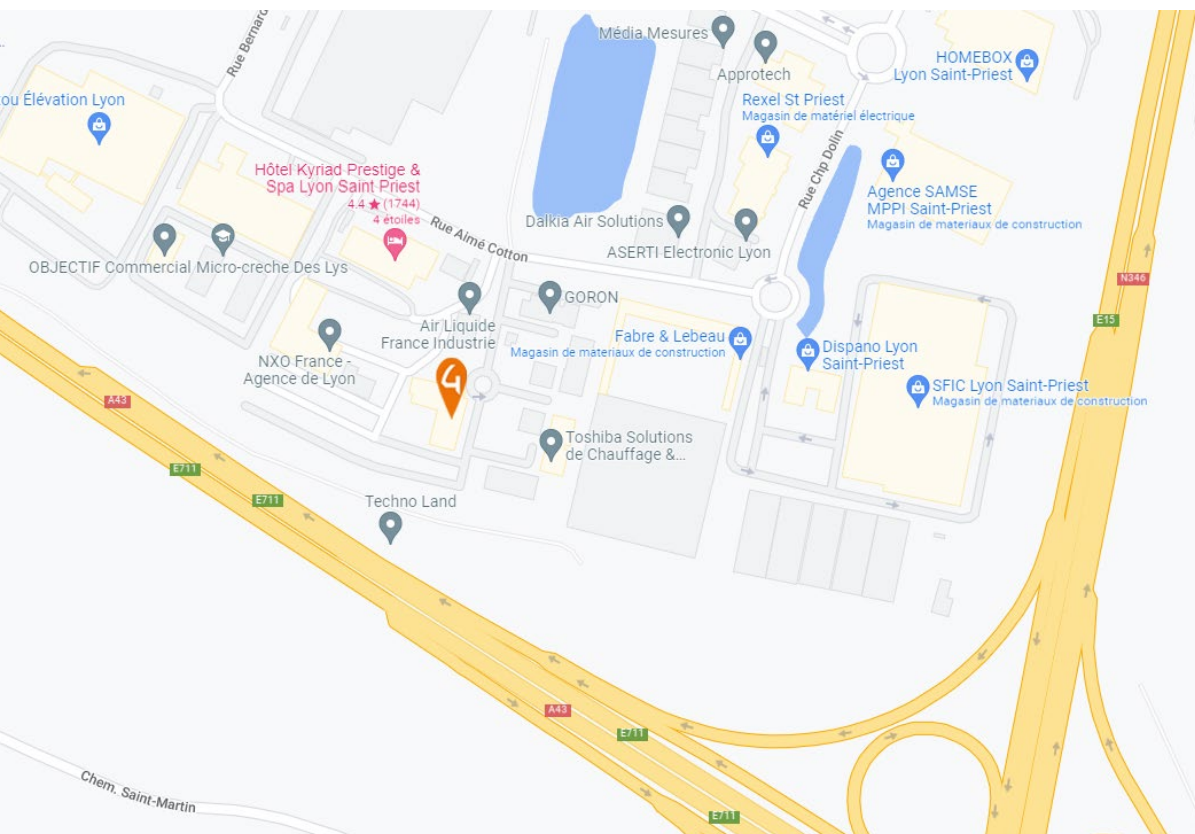 Média Mesures
Rue Bernard
Approtech
HOMEBOX
Lyon Saint-Priest
Élévation Lyon
Rexel St Priest
Magasin de matériel électrique
Rue Chp Dolin
Hôtel Kyriad Prestige &
Spa Lyon Saint Priest
4.4 ★ (1744)
4 étoiles
Agence SAMSE
MPPI Saint-Priest
Magasin de materiaux de construction
Rue Aimé Cotton
Dalkia Air Solutions
ASERTI Electronic Lyon
OBJECTIF Commercial
Micro-creche Des Lys
N346
GORON
E15
Air Liquide
France Industrie
Fabre & Lebeau
Magasin de materiaux de construction
Dispano Lyon
Saint-Priest
NXO France -
Agence de Lyon
SFIC Lyon Saint-Priest
Magasin de materiaux de construction
A43
Toshiba Solutions
de Chauffage &...
E711
E711
Techno Land
A43
E711
Chem. Saint-Martin
E711